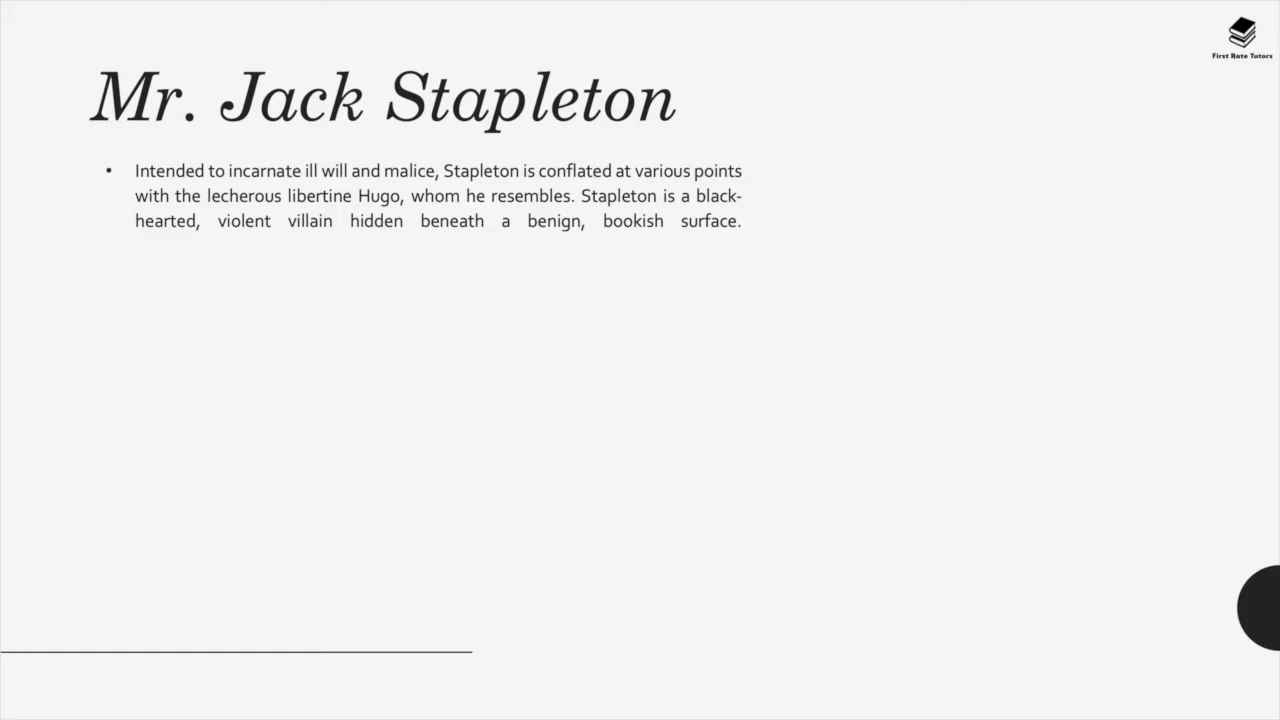 First Rate Tutors
Mr. Jack Stapleton
• Intended to incarnate ill will and malice, Stapleton is conflated at various points
with the lecherous libertine Hugo, whom he resembles. Stapleton is a black-
hearted, violent villain hidden beneath a benign, bookish surface.